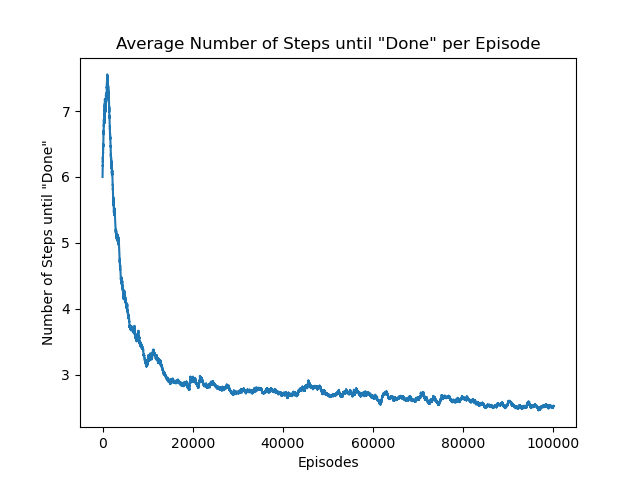 Average Number of Steps until "Done" per Episode
Number of Steps until "Done"
7
6
5
4
3
0 20000 40000 60000 80000 100000
Episodes